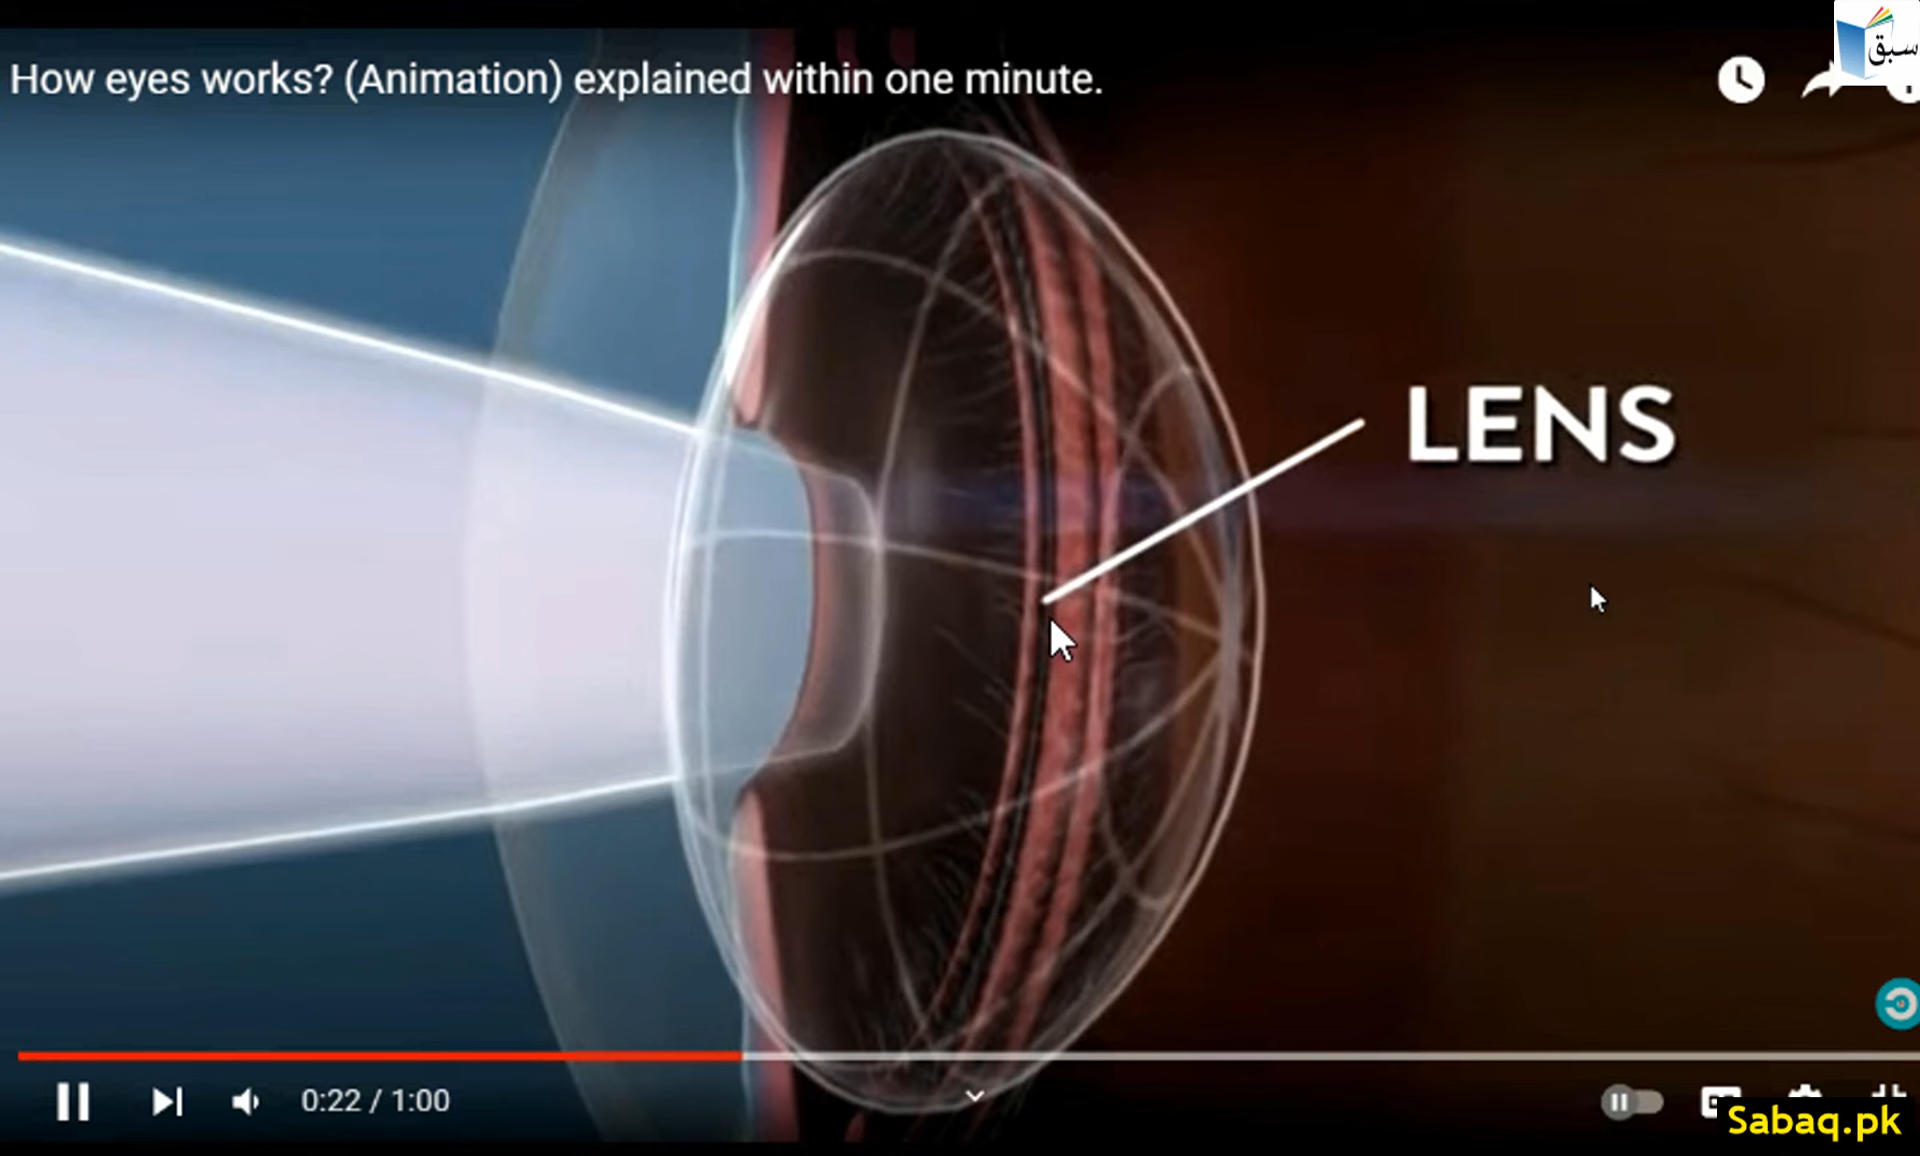 How eyes works? (Animation) explained within one minute.
سبق
LENS
0:22 / 1:00
Sabaq.pk